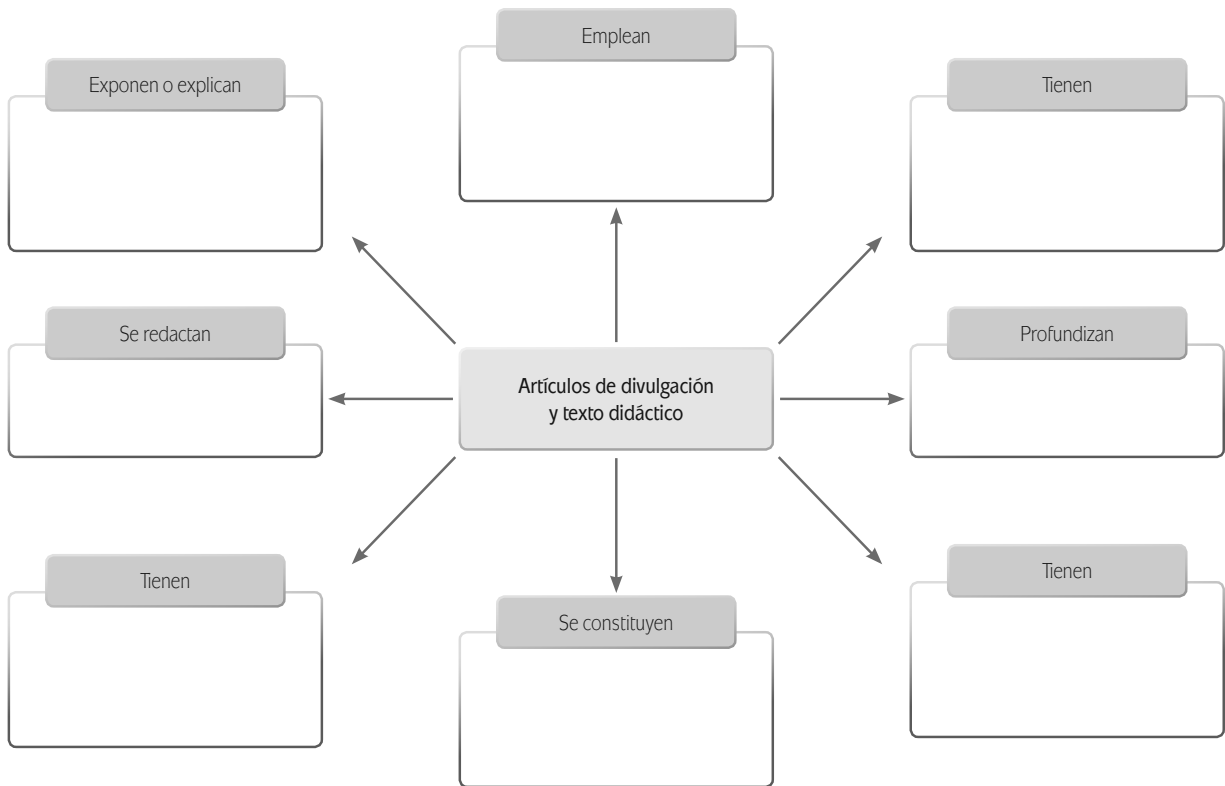 Emplean
Exponen o explican
Tienen
Se redactan
Profundizan
Artículos de divulgación
y texto didáctico
Tienen
Tienen
Se constituyen